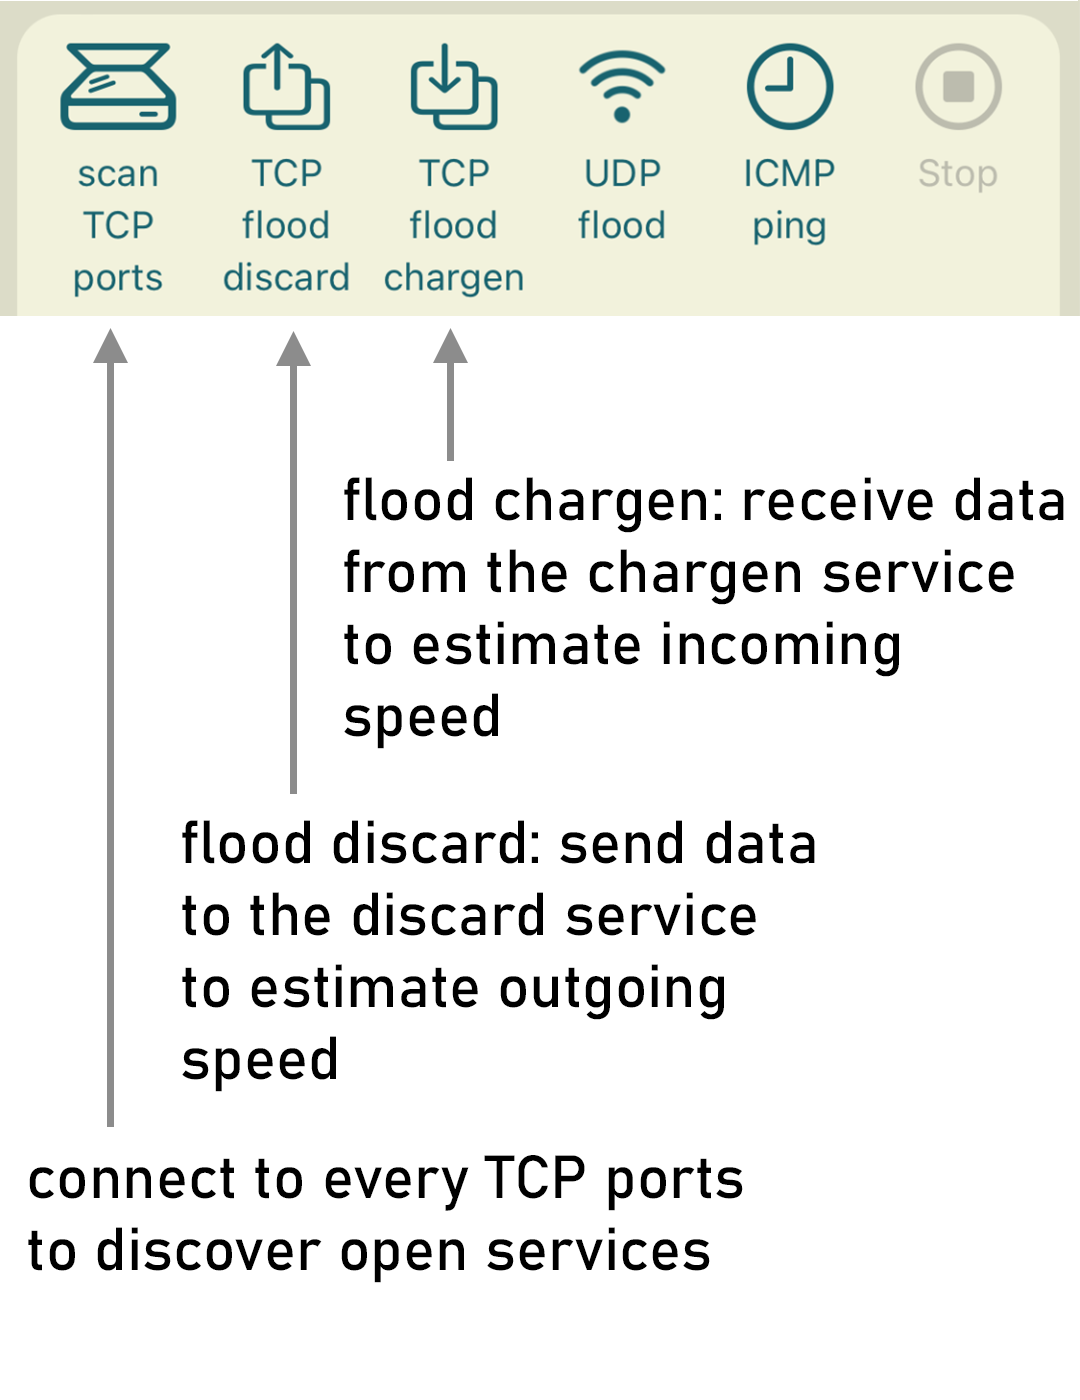 scan
TCP
ports
TCP
flood
discard
TCP
flood
chargen
UDP
flood
ICMP
ping
Stop
flood chargen: receive data
from the chargen service
to estimate incoming
speed
flood discard: send data
to the discard service
to estimate outgoing
speed
connect to every TCP ports
to discover open services